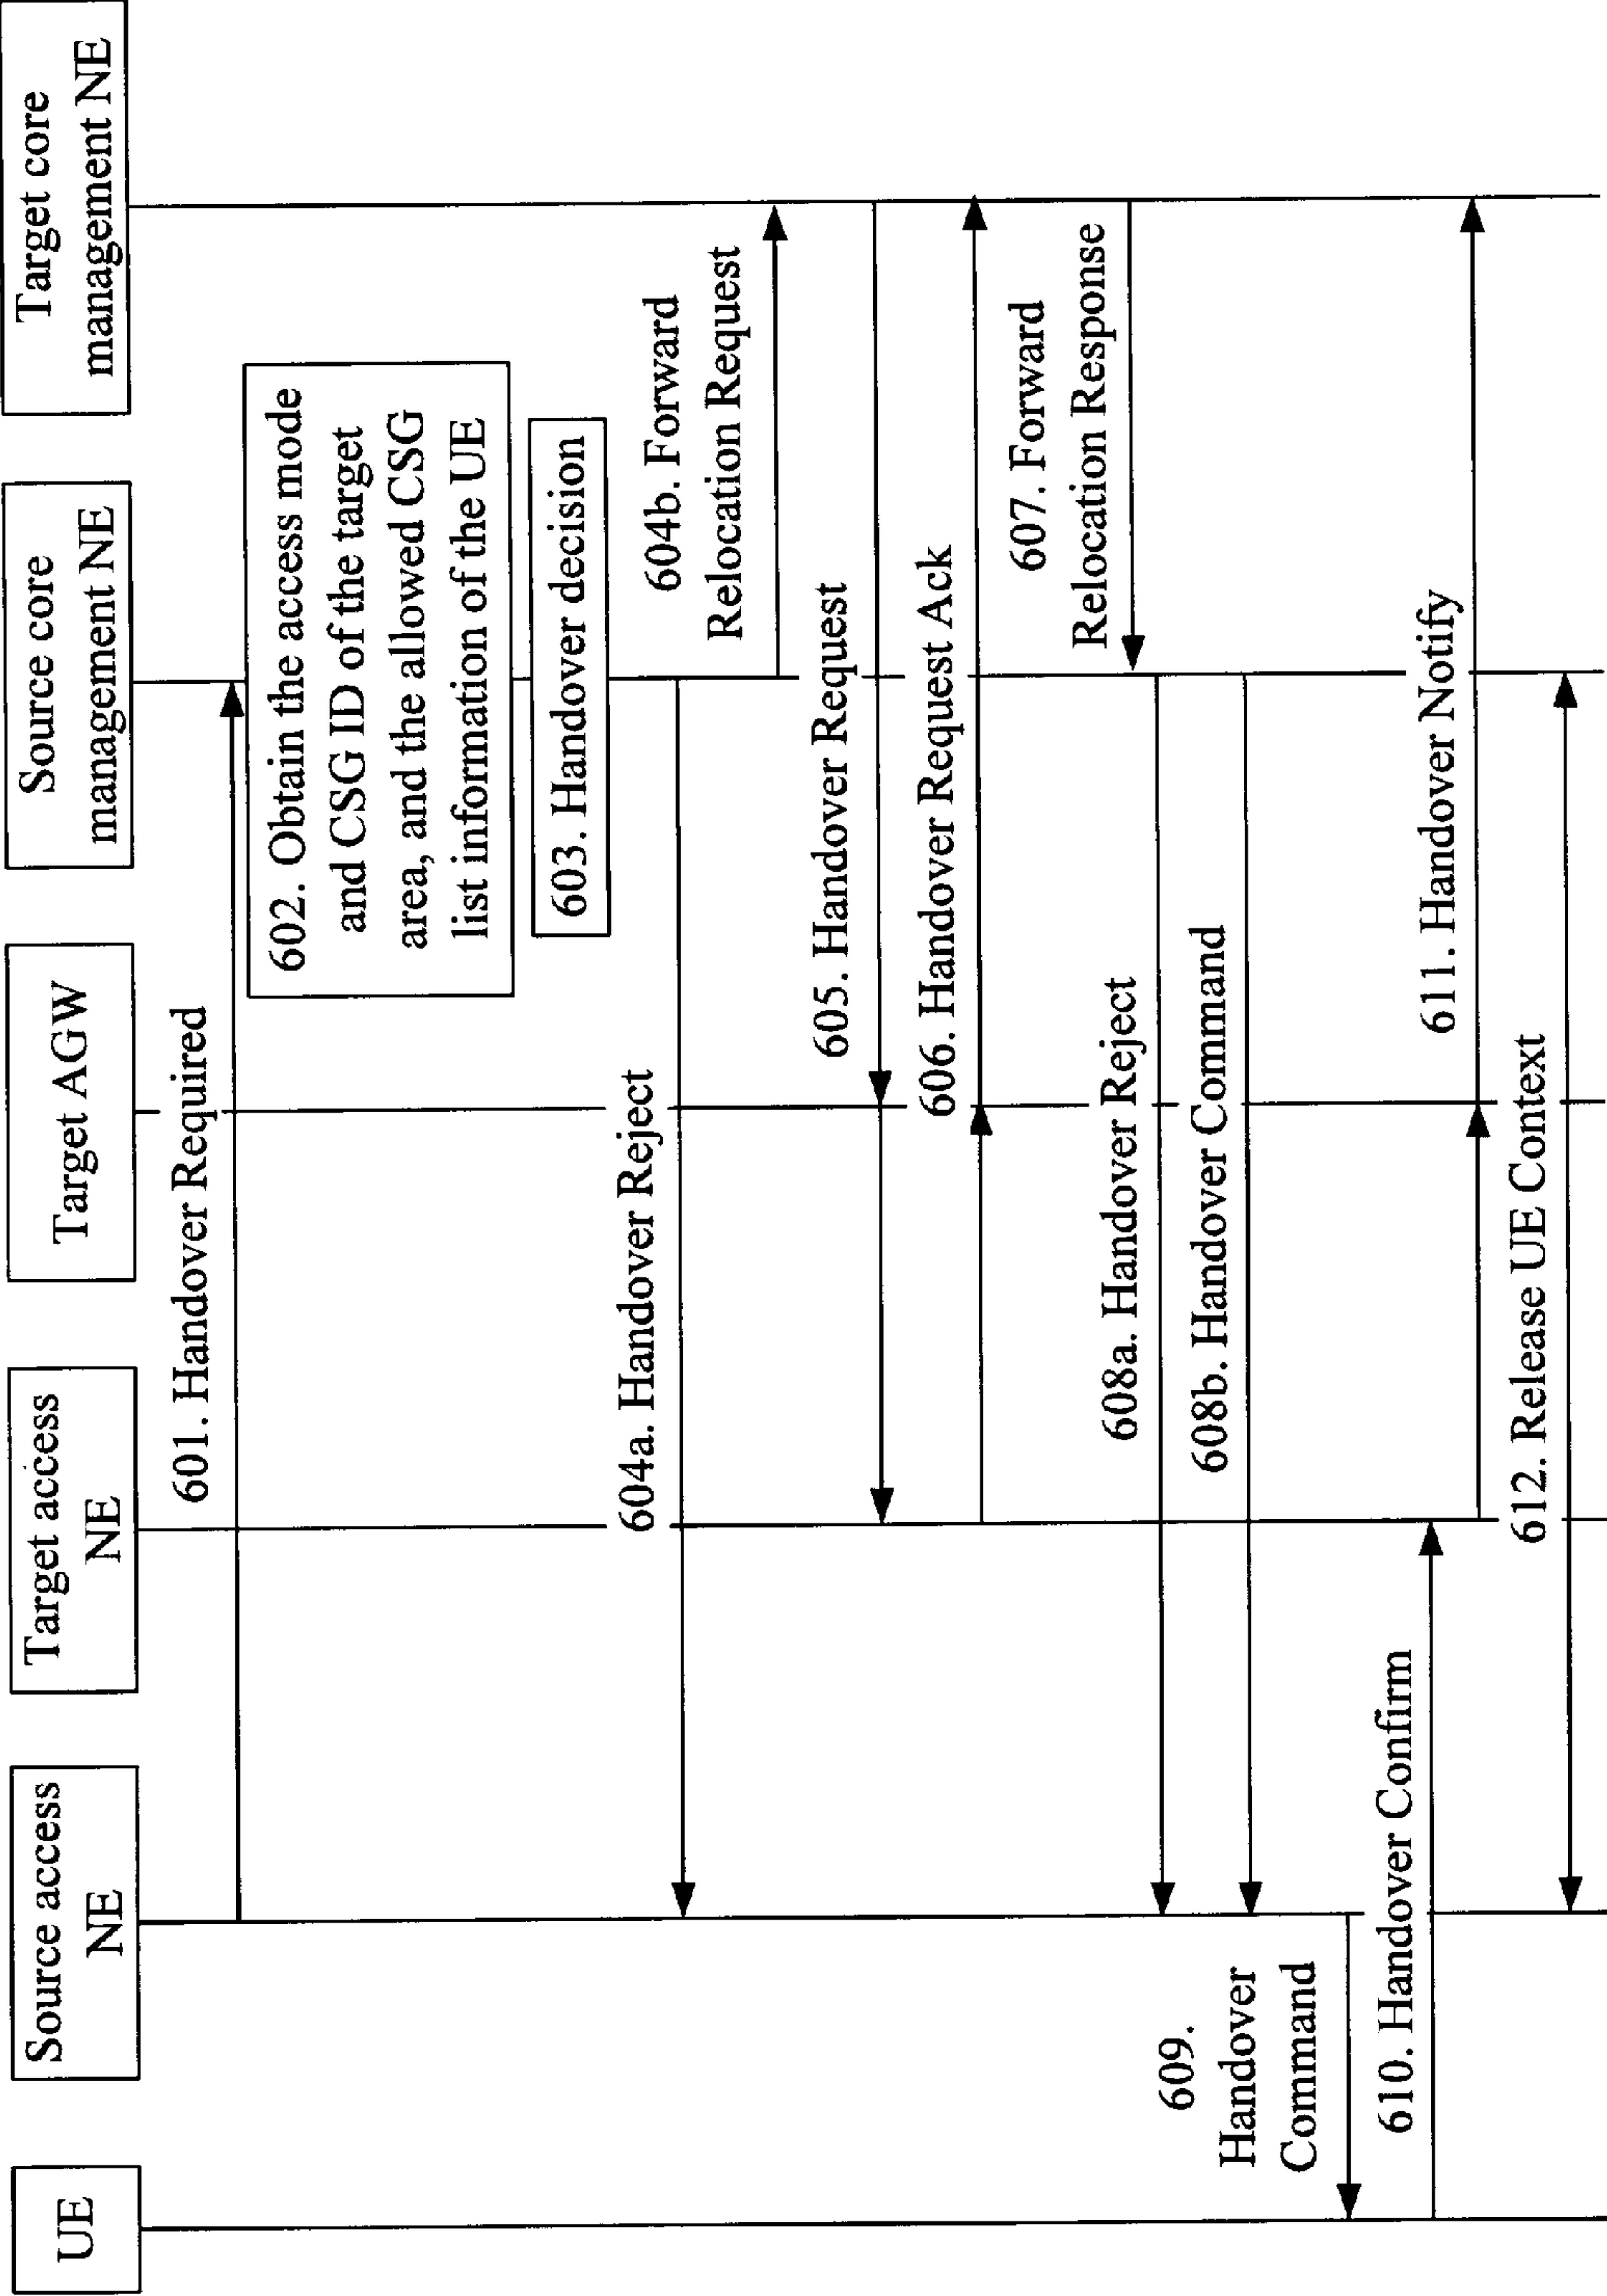 UE
Source access
NE
Target access
NE
Target AGW
Source core
management NE
Target core
management NE
601. Handover Required
602. Obtain the access mode
and CSG ID of the target
area, and the allowed CSG
list information of the UE
603. Handover decision
604a. Handover Reject
604b. Forward
Relocation Request
605. Handover Request
606. Handover Request Ack
607. Forward
Relocation Response
608a. Handover Reject
608b. Handover Command
609.
Handover
Command
610. Handover Confirm
611. Handover Notify
612. Release UE Context